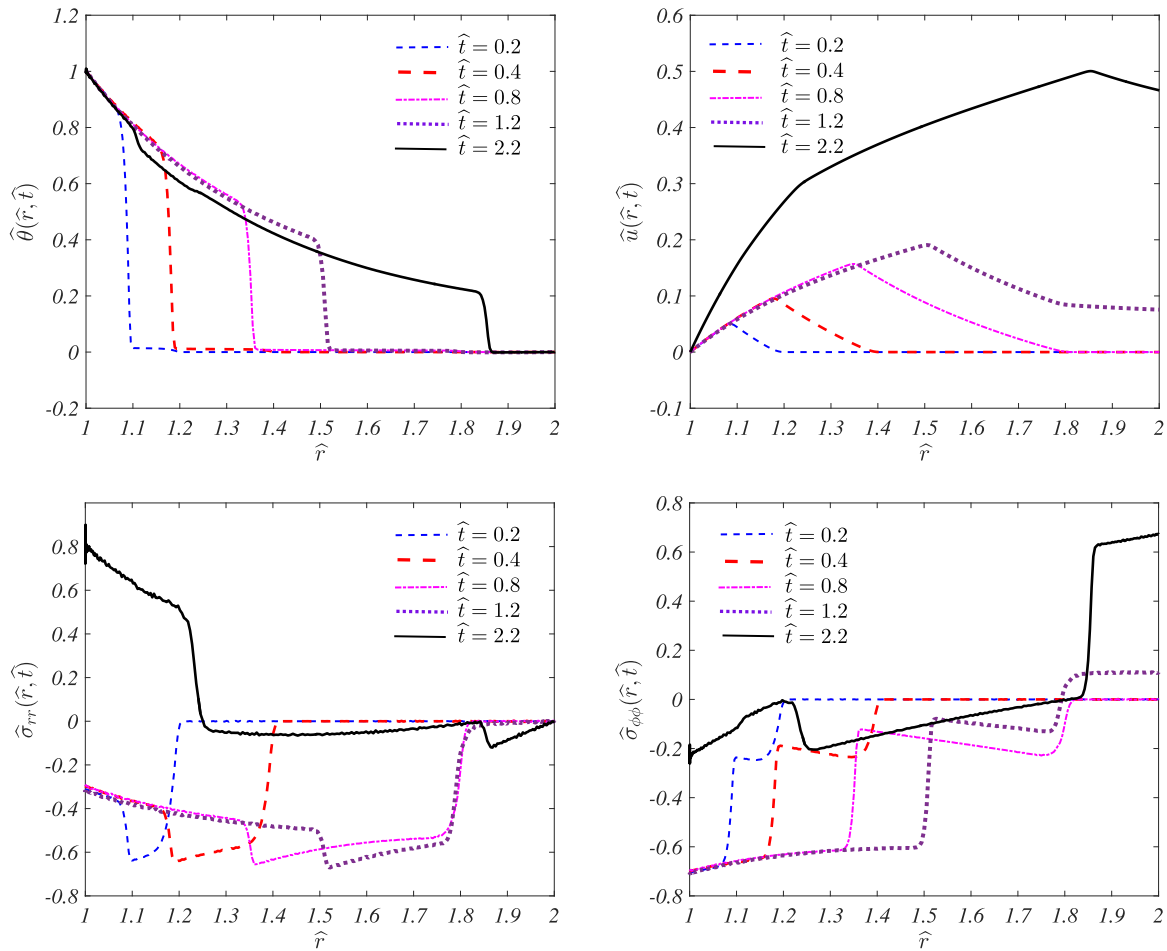 1.2
1
0.8
0.6
0.4
0.2
0
-0.2
θ̂(r̂, t̂)
t̂ = 0.2
t̂ = 0.4
t̂ = 0.8
t̂ = 1.2
t̂ = 2.2
1 1.1 1.2 1.3 1.4 1.5 1.6 1.7 1.8 1.9 2
r̂
0.6
0.5
0.4
0.3
0.2
0.1
0
-0.1
û(r̂, t̂)
t̂ = 0.2
t̂ = 0.4
t̂ = 0.8
t̂ = 1.2
t̂ = 2.2
1 1.1 1.2 1.3 1.4 1.5 1.6 1.7 1.8 1.9 2
r̂
0.8
0.6
0.4
0.2
0
-0.2
-0.4
-0.6
-0.8
σ̂rr(r̂, t̂)
t̂ = 0.2
t̂ = 0.4
t̂ = 0.8
t̂ = 1.2
t̂ = 2.2
1 1.1 1.2 1.3 1.4 1.5 1.6 1.7 1.8 1.9 2
r̂
0.8
0.6
0.4
0.2
0
-0.2
-0.4
-0.6
-0.8
σ̂ϕϕ(r̂, t̂)
t̂ = 0.2
t̂ = 0.4
t̂ = 0.8
t̂ = 1.2
t̂ = 2.2
1 1.1 1.2 1.3 1.4 1.5 1.6 1.7 1.8 1.9 2
r̂